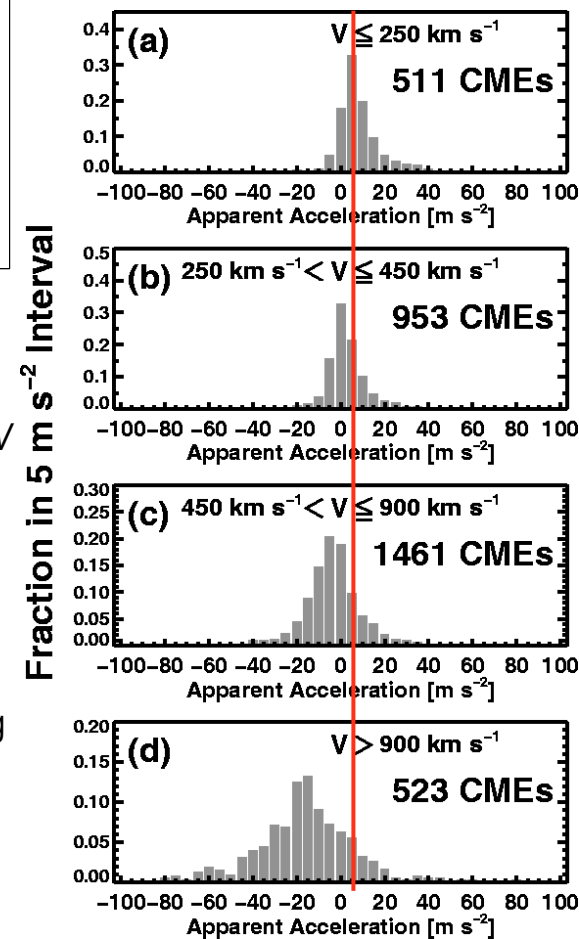 Fraction in 5 m s⁻² Interval
(a)
V ≦ 250 km s⁻¹
511 CMEs
0.4
0.3
0.2
0.1
0.0
−100 −80 −60 −40 −20 0 20 40 60 80 100
Apparent Acceleration [m s⁻²]
(b)
250 km s⁻¹ < V ≦ 450 km s⁻¹
953 CMEs
0.5
0.4
0.3
0.2
0.1
0.0
−100 −80 −60 −40 −20 0 20 40 60 80 100
Apparent Acceleration [m s⁻²]
(c)
450 km s⁻¹ < V ≦ 900 km s⁻¹
1461 CMEs
0.30
0.25
0.20
0.15
0.10
0.05
0.00
−100 −80 −60 −40 −20 0 20 40 60 80 100
Apparent Acceleration [m s⁻²]
(d)
V > 900 km s⁻¹
523 CMEs
0.20
0.15
0.10
0.05
0.00
−100 −80 −60 −40 −20 0 20 40 60 80 100
Apparent Acceleration [m s⁻²]